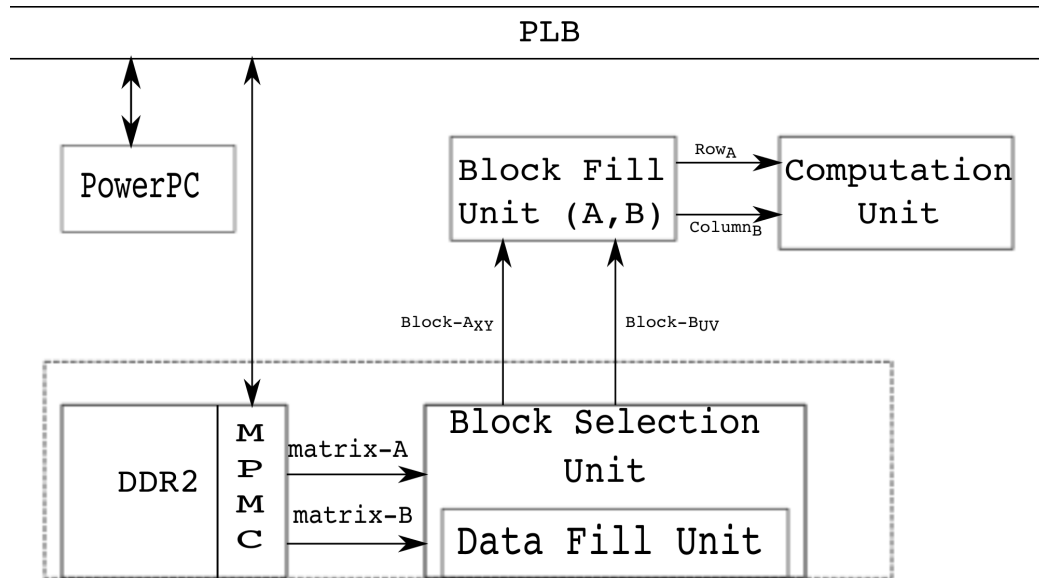 PLB
PowerPC
Block Fill
Unit (A,B)
RowA
ColumnB
Computation
Unit
Block-AXY
Block-BUV
DDR2
M
P
M
C
matrix-A
matrix-B
Block Selection
Unit
Data Fill Unit